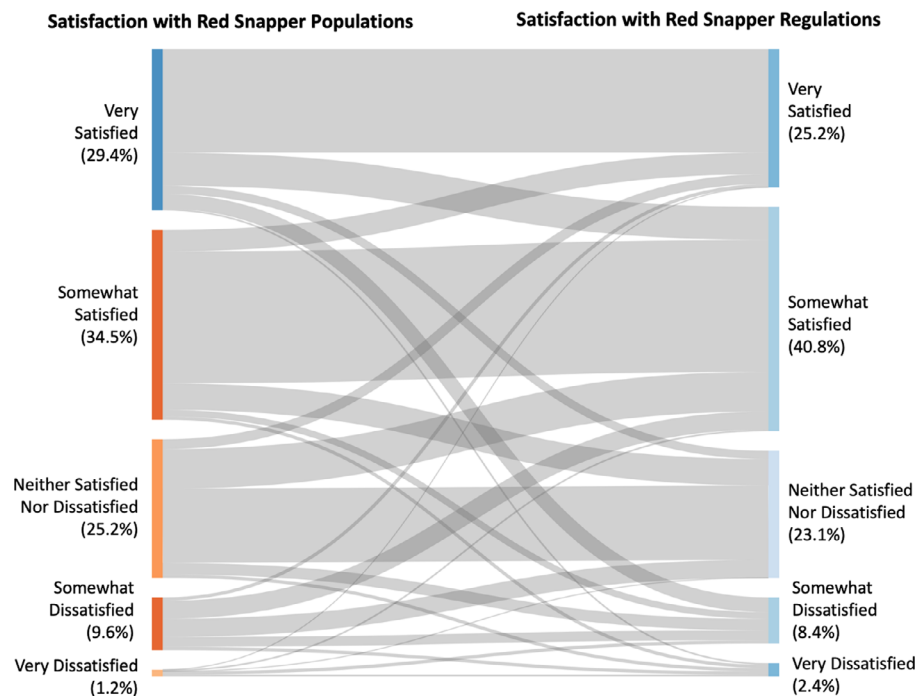 Satisfaction with Red Snapper Populations
Satisfaction with Red Snapper Regulations
Very
Satisfied
(29.4%)
Somewhat
Satisfied
(34.5%)
Neither Satisfied
Nor Dissatisfied
(25.2%)
Somewhat
Dissatisfied
(9.6%)
Very Dissatisfied
(1.2%)
Very
Satisfied
(25.2%)
Somewhat
Satisfied
(40.8%)
Neither Satisfied
Nor Dissatisfied
(23.1%)
Somewhat
Dissatisfied
(8.4%)
Very Dissatisfied
(2.4%)